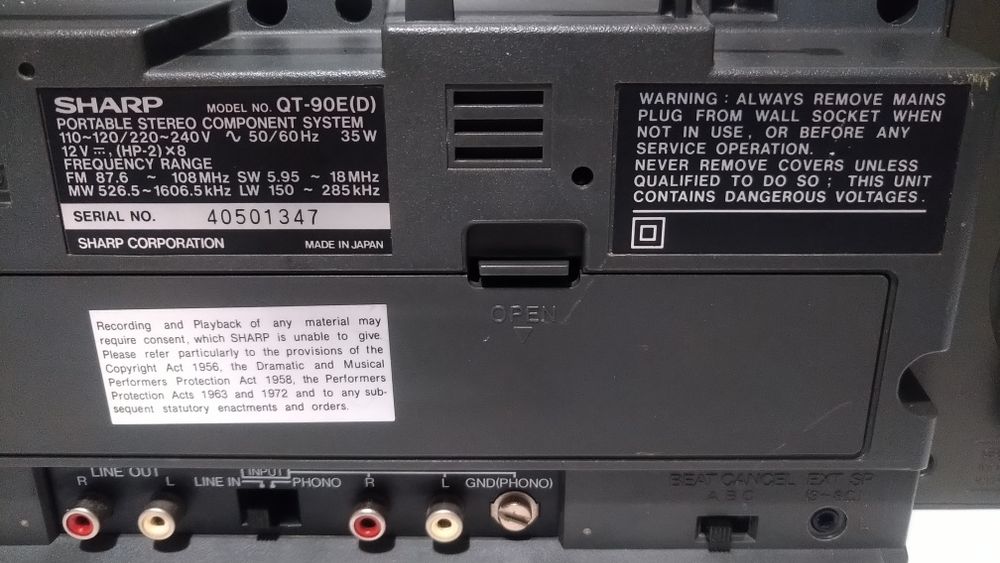 SHARP MODEL NO. QT-90E(D)
PORTABLE STEREO COMPONENT SYSTEM
110~120/220~240V ∿ 50/60Hz 35W
12V ⎓, (HP-2)×8
FREQUENCY RANGE
FM 87.6 ~ 108MHz SW 5.95 ~ 18MHz
MW 526.5~1606.5kHz LW 150 ~ 285kHz
SERIAL NO. 40501347
SHARP CORPORATION MADE IN JAPAN
WARNING : ALWAYS REMOVE MAINS
PLUG FROM WALL SOCKET WHEN
NOT IN USE, OR BEFORE ANY
SERVICE OPERATION.
NEVER REMOVE COVERS UNLESS
QUALIFIED TO DO SO ; THIS UNIT
CONTAINS DANGEROUS VOLTAGES.
OPEN
Recording and Playback of any material may
require consent, which SHARP is unable to give.
Please refer particularly to the provisions of the
Copyright Act 1956, the Dramatic and Musical
Performers Protection Act 1958, the Performers
Protection Acts 1963 and 1972 and to any sub-
sequent statutory enactments and orders.
LINE OUT
R L
INPUT
LINE IN PHONO
R L GND(PHONO)
BEAT CANCEL
A B C
EXT SP